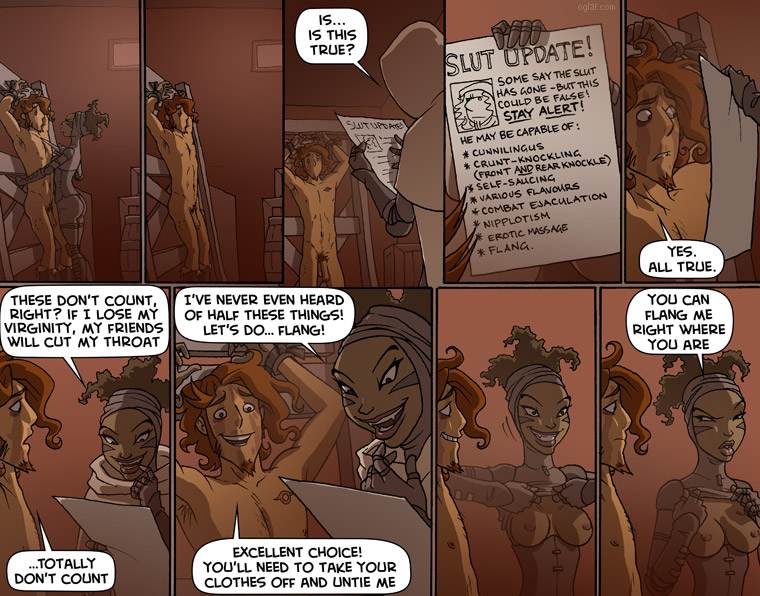 oglaf.com
IS...
IS THIS
TRUE?
SLUT UPDATE!
SLUT UPDATE!
SOME SAY THE SLUT
HAS GONE - BUT THIS
COULD BE FALSE!
STAY ALERT!
HE MAY BE CAPABLE OF:
* CUNNILINGUS
* CRUNT-KNOCKLING
(FRONT AND REAR KNOCKLE)
* SELF-SAUCING
* VARIOUS FLAVOURS
* COMBAT EJACULATION
* NIPPLOTISM
* EROTIC MASSAGE
* FLANG.
YES.
ALL TRUE.
THESE DON'T COUNT,
RIGHT? IF I LOSE MY
VIRGINITY, MY FRIENDS
WILL CUT MY THROAT
...TOTALLY
DON'T COUNT
I'VE NEVER EVEN HEARD
OF HALF THESE THINGS!
LET'S DO... FLANG!
EXCELLENT CHOICE!
YOU'LL NEED TO TAKE YOUR
CLOTHES OFF AND UNTIE ME
YOU CAN
FLANG ME
RIGHT WHERE
YOU ARE